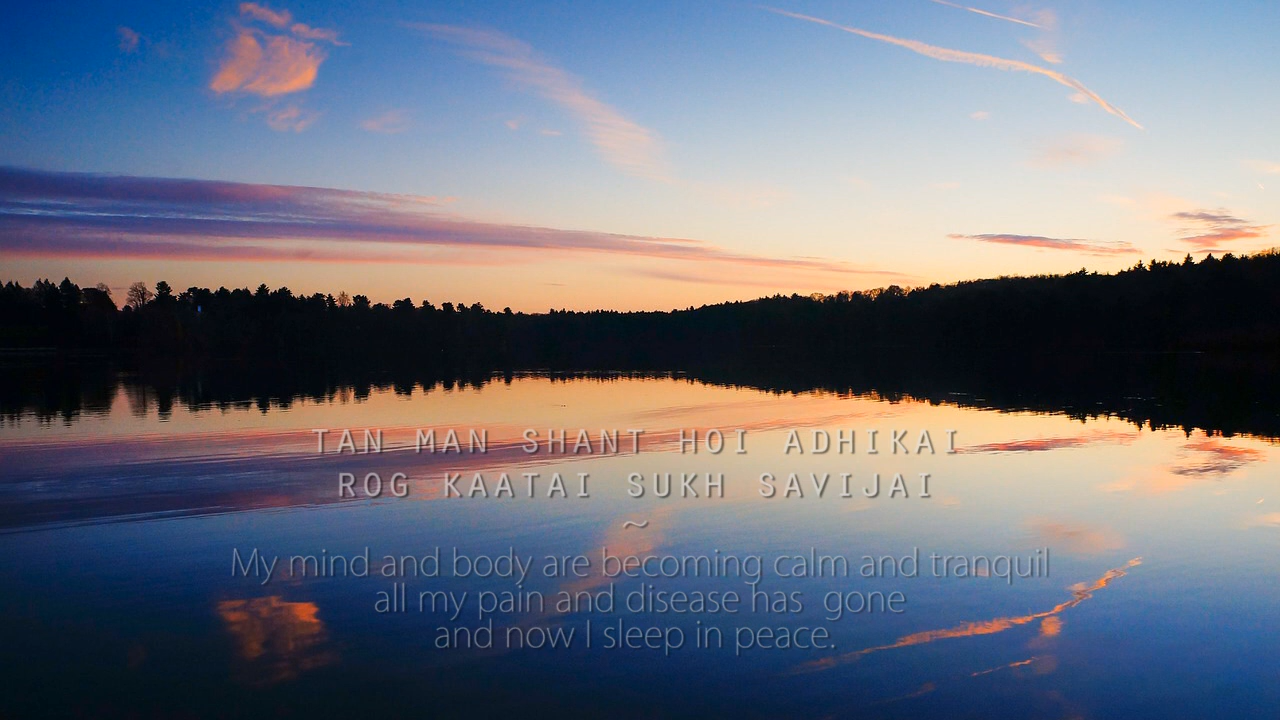 TAN MAN SHANT HOI ADHIKAI
ROG KAATAI SUKH SAVIJAI
~
My mind and body are becoming calm and tranquil
all my pain and disease has gone
and now I sleep in peace.